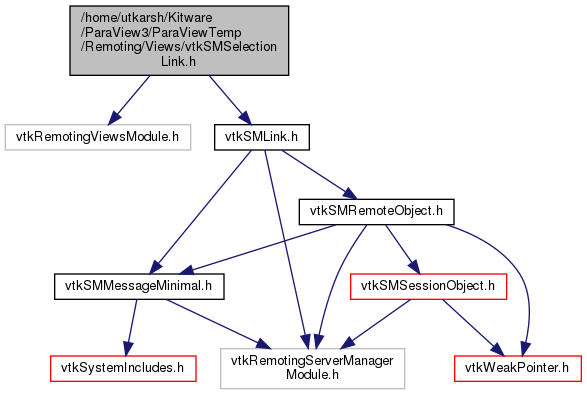 /home/utkarsh/Kitware
/ParaView3/ParaViewTemp
/Remoting/Views/vtkSMSelection
Link.h
vtkRemotingViewsModule.h
vtkSMLink.h
vtkSMRemoteObject.h
vtkSMMessageMinimal.h
vtkSMSessionObject.h
vtkSystemIncludes.h
vtkRemotingServerManager
Module.h
vtkWeakPointer.h